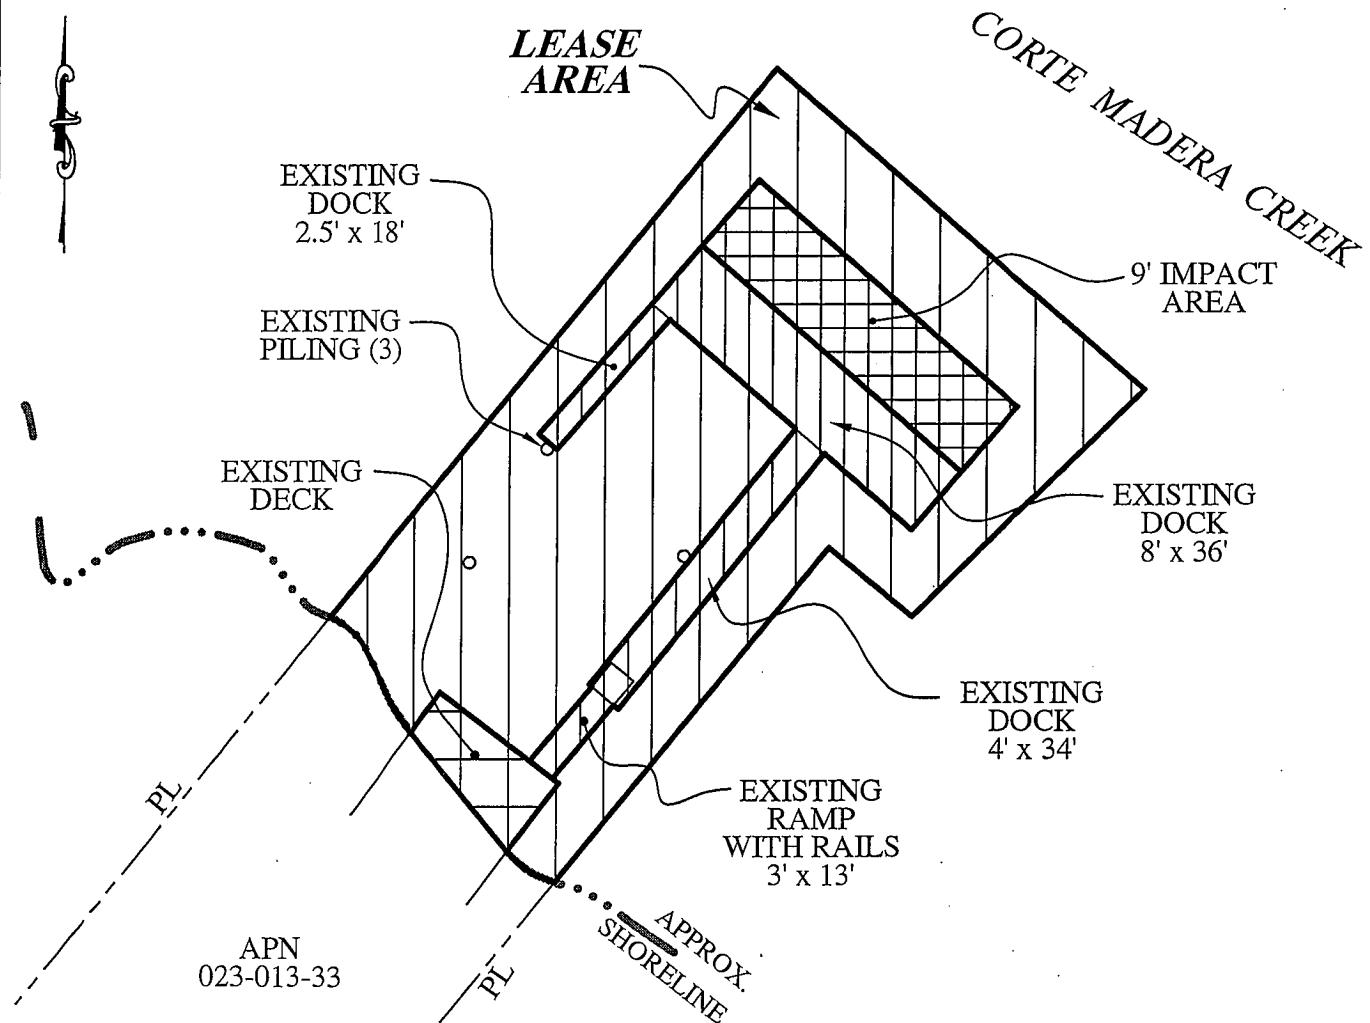 LEASE
AREA
CORTE MADERA CREEK
EXISTING
DOCK
2.5' x 18'
9' IMPACT
AREA
EXISTING
PILING (3)
EXISTING
DECK
EXISTING
DOCK
8' x 36'
EXISTING
DOCK
4' x 34'
EXISTING
RAMP
WITH RAILS
3' x 13'
PL
APN
023-013-33
PL
APPROX.
SHORELINE